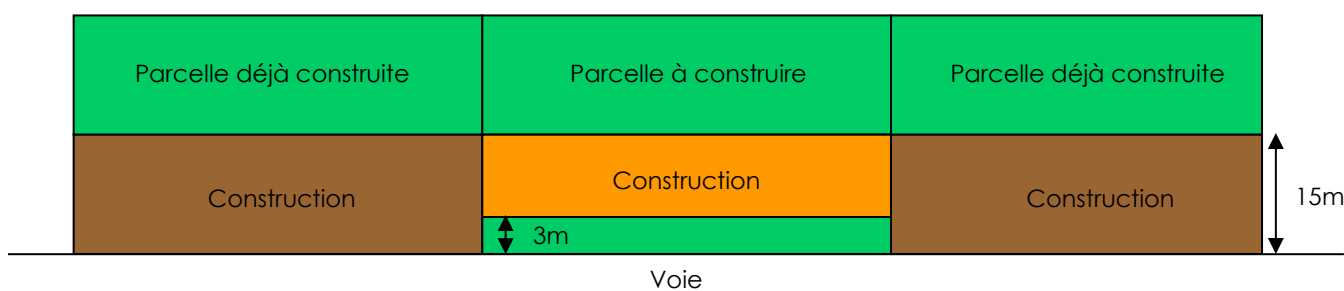 Parcelle déjà construite
Parcelle à construire
Parcelle déjà construite
Construction
Construction
Construction
15m
3m
Voie